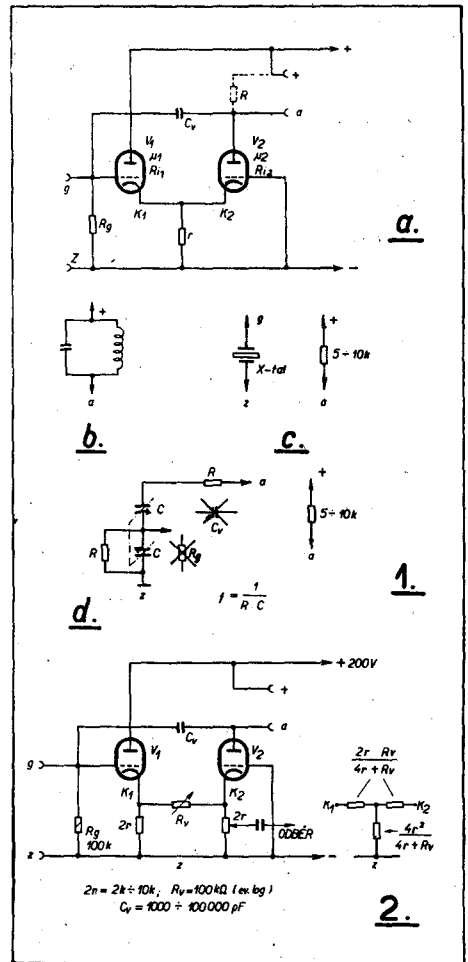 +
+
R
a
Cv
V1
μ1
Ri1
V2
μ2
Ri2
g
K1
K2
Rg
r
Z
-
a.
+
a
b.
g
X-tal
z
+
5÷10k
a
c.
R
a
C
Cv
R
C
Rg
z
d.
f = 1 / R C
+
5÷10k
a
1.
+200V
+
Cv
a
g
V1
V2
K1
K2
Rg
100k
2r
Rv
2r
ODBĚR
z
z
-
2r Rv / 4r + Rv
K1
K2
4r² / 4r + Rv
z
2r = 2k÷10k; Rv = 100kΩ (ev. log)
Cv = 1000 ÷ 100000 pF
2.